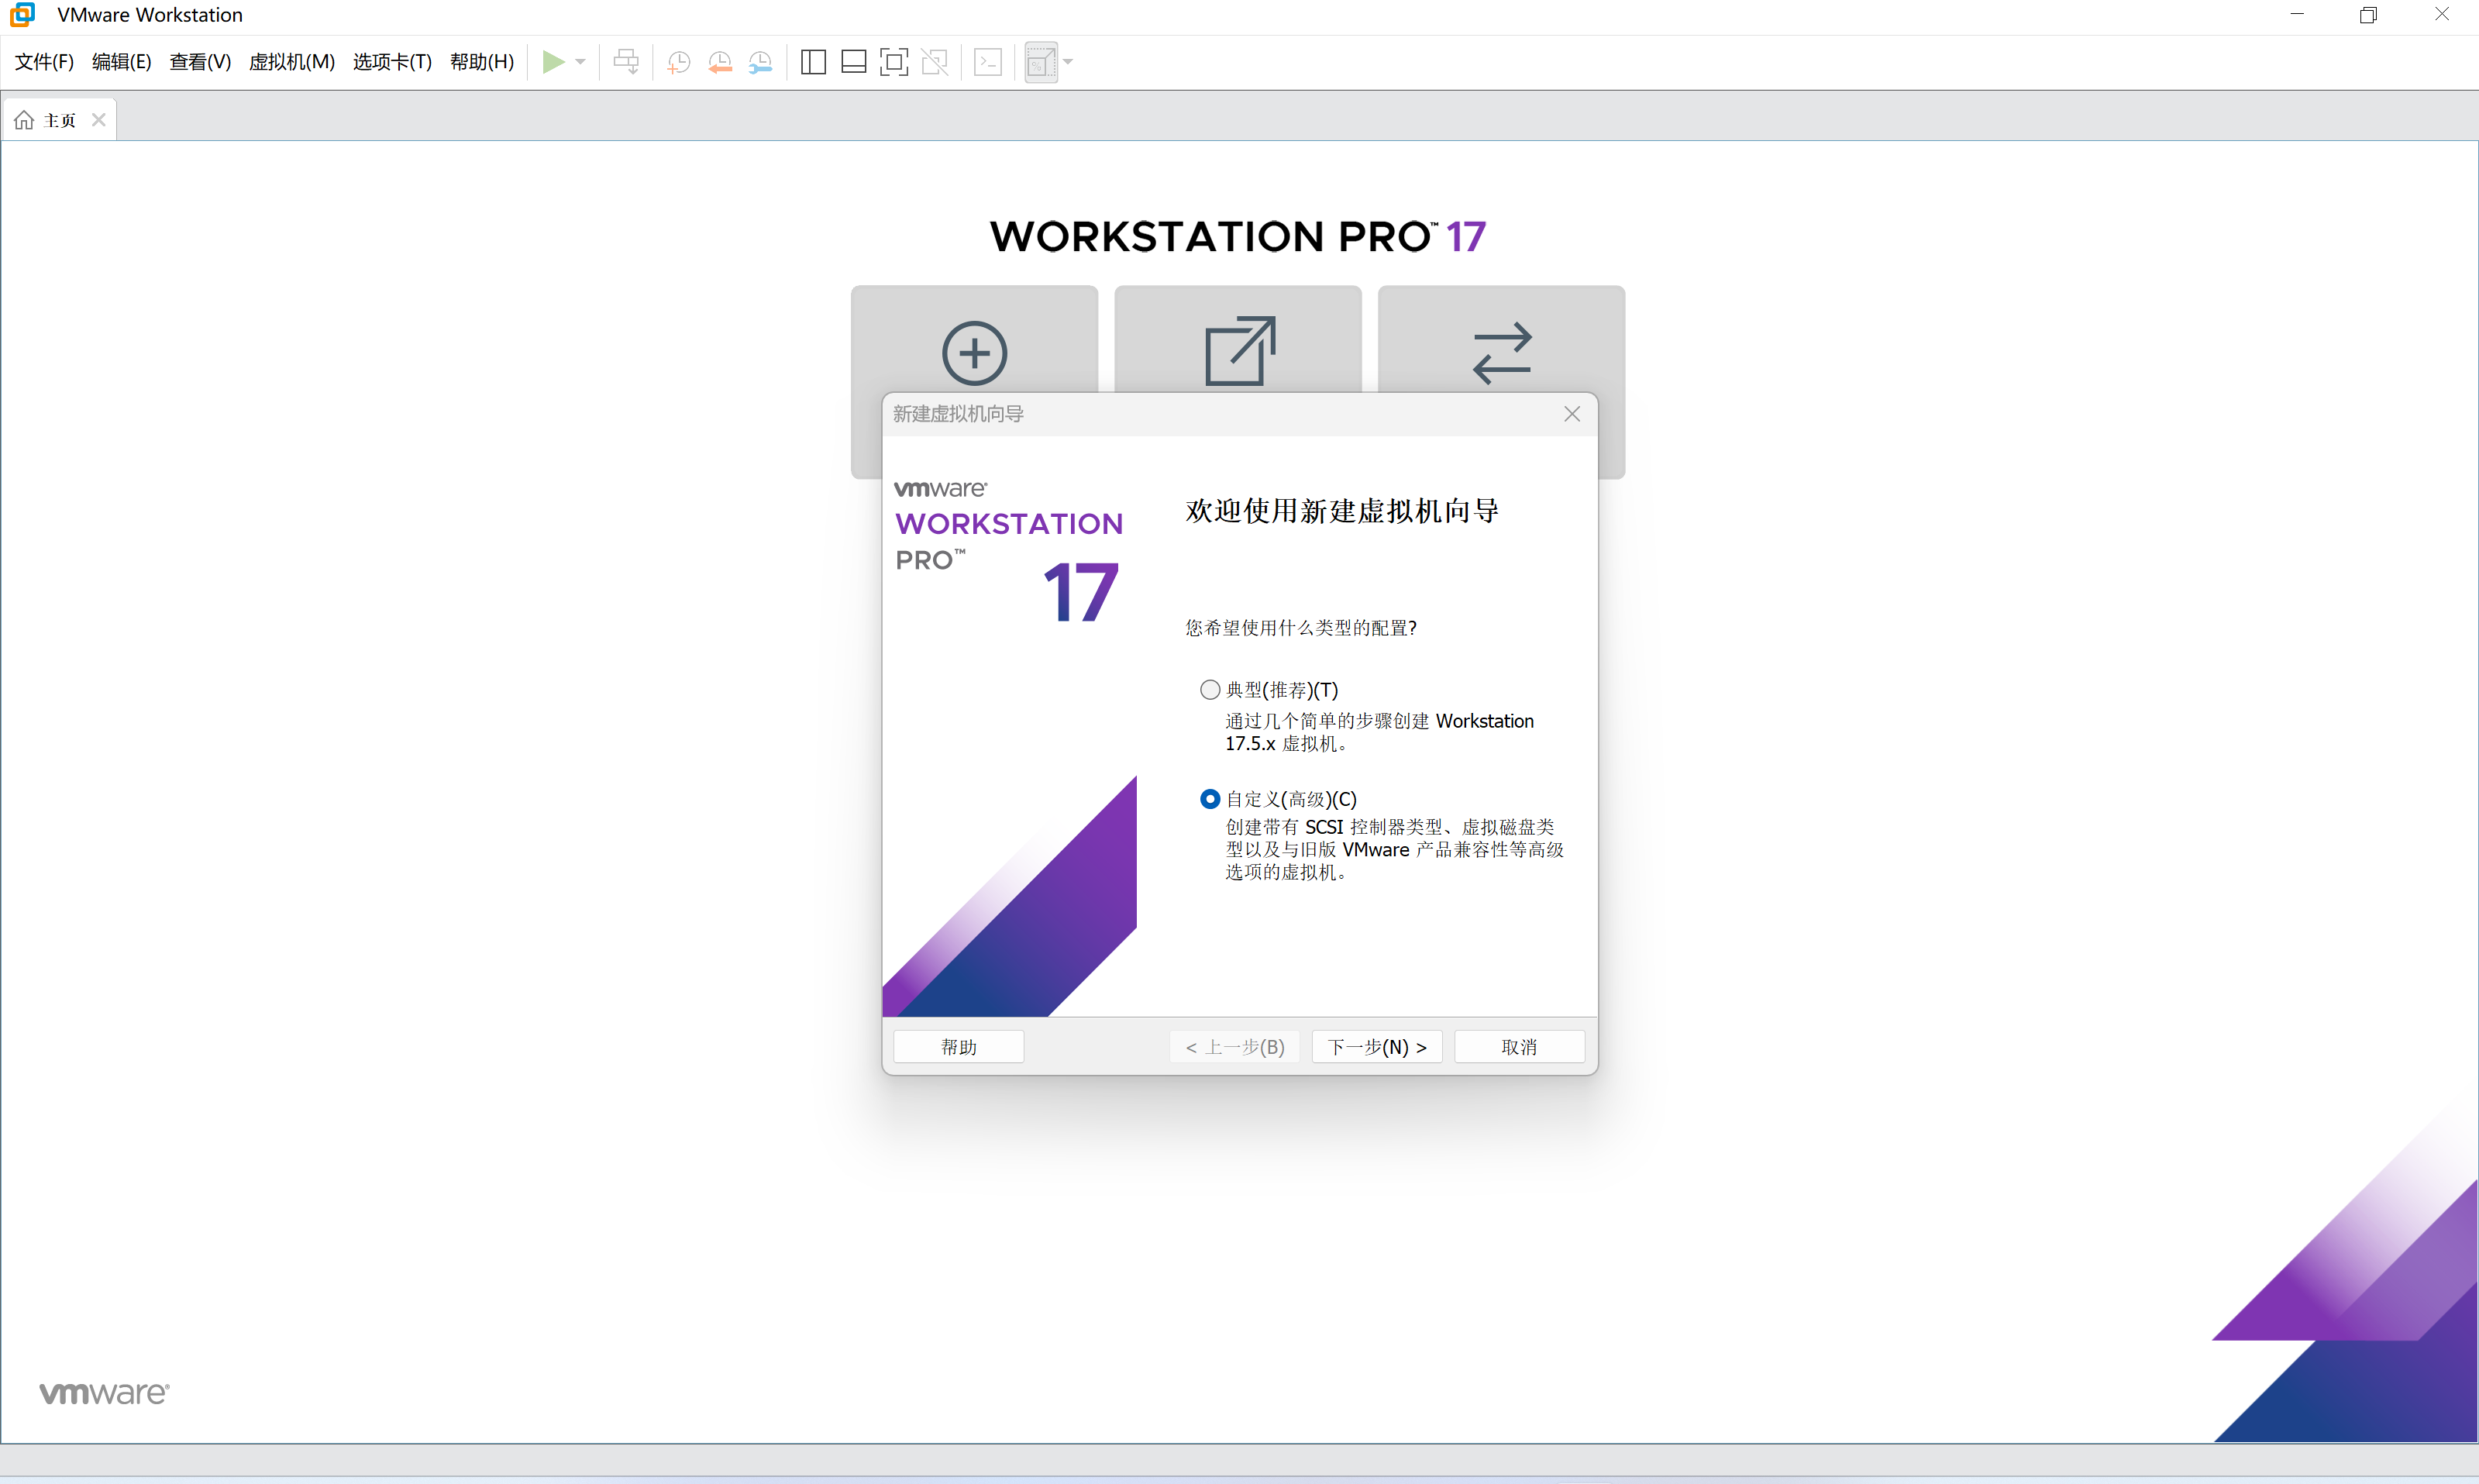 VMware Workstation
文件(F) 编辑(E) 查看(V) 虚拟机(M) 选项卡(T) 帮助(H)
主页
WORKSTATION PRO™ 17
新建虚拟机向导
vmware®
WORKSTATION
PRO™
17
欢迎使用新建虚拟机向导
您希望使用什么类型的配置?
典型(推荐)(T)
通过几个简单的步骤创建 Workstation
17.5.x 虚拟机。
自定义(高级)(C)
创建带有 SCSI 控制器类型、虚拟磁盘类
型以及与旧版 VMware 产品兼容性等高级
选项的虚拟机。
帮助 < 上一步(B) 下一步(N) > 取消
vmware®